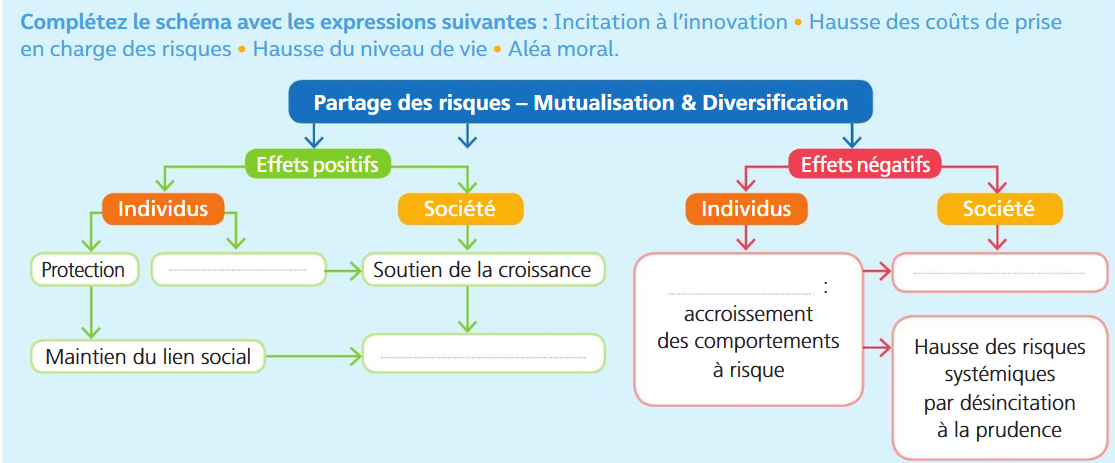 Complétez le schéma avec les expressions suivantes : Incitation à l’innovation • Hausse des coûts de prise
en charge des risques • Hausse du niveau de vie • Aléa moral.
Partage des risques – Mutualisation & Diversification
Effets positifs
Effets négatifs
Individus
Société
Individus
Société
Protection
Soutien de la croissance
Maintien du lien social
:
accroissement
des comportements
à risque
Hausse des risques
systémiques
par désincitation
à la prudence